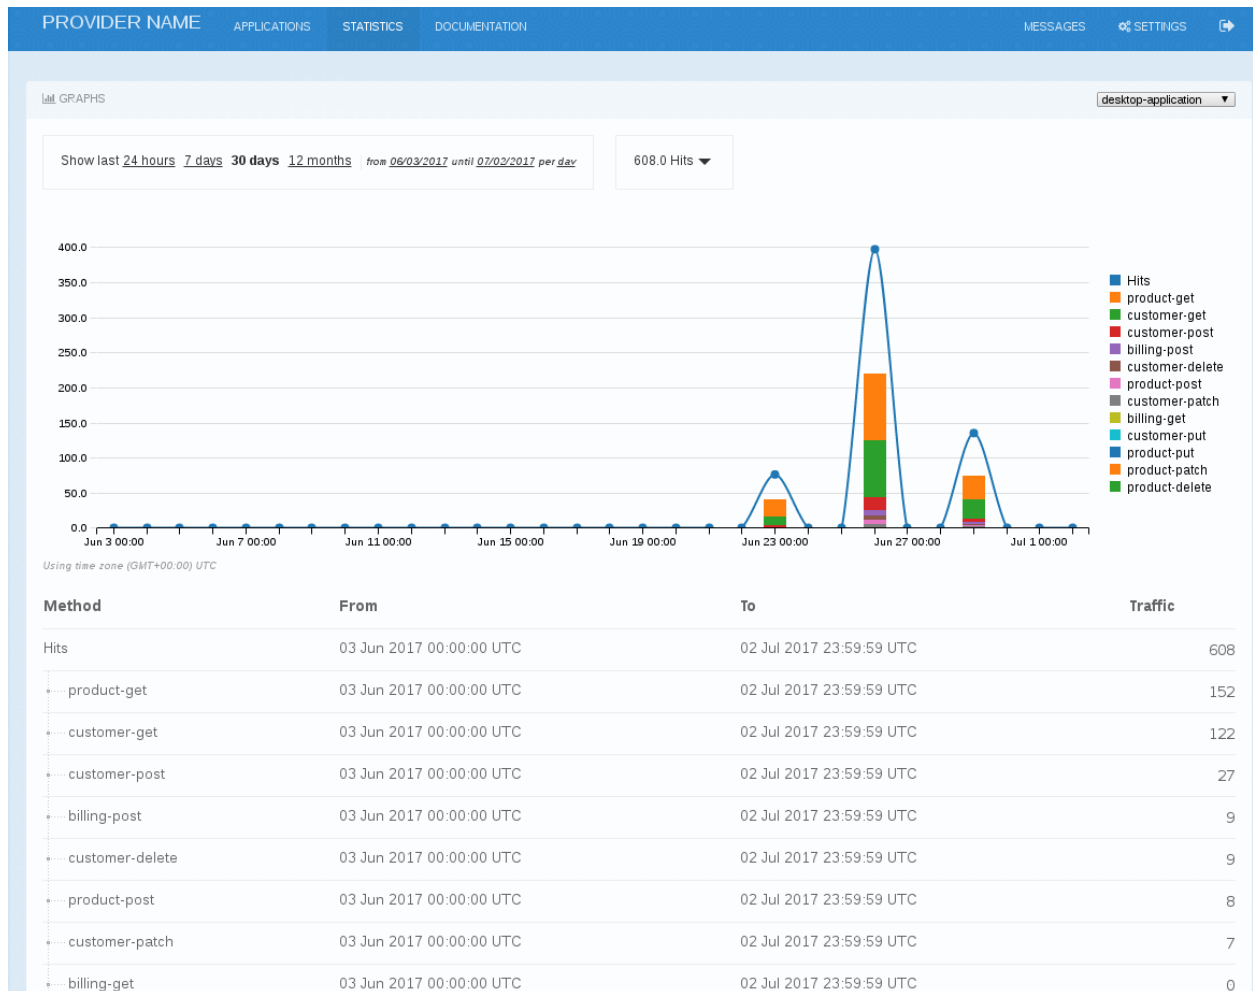 PROVIDER NAME APPLICATIONS STATISTICS DOCUMENTATION MESSAGES SETTINGS
GRAPHS desktop-application
Show last 24 hours 7 days 30 days 12 months from 06/03/2017 until 07/02/2017 per day 608.0 Hits
400.0
350.0
300.0
250.0
200.0
150.0
100.0
50.0
0.0
Jun 3 00:00 Jun 7 00:00 Jun 11 00:00 Jun 15 00:00 Jun 19 00:00 Jun 23 00:00 Jun 27 00:00 Jul 1 00:00
Hits
product-get
customer-get
customer-post
billing-post
customer-delete
product-post
customer-patch
billing-get
customer-put
product-put
product-patch
product-delete
Using time zone (GMT+00:00) UTC
Method From To Traffic
Hits 03 Jun 2017 00:00:00 UTC 02 Jul 2017 23:59:59 UTC 608
product-get 03 Jun 2017 00:00:00 UTC 02 Jul 2017 23:59:59 UTC 152
customer-get 03 Jun 2017 00:00:00 UTC 02 Jul 2017 23:59:59 UTC 122
customer-post 03 Jun 2017 00:00:00 UTC 02 Jul 2017 23:59:59 UTC 27
billing-post 03 Jun 2017 00:00:00 UTC 02 Jul 2017 23:59:59 UTC 9
customer-delete 03 Jun 2017 00:00:00 UTC 02 Jul 2017 23:59:59 UTC 9
product-post 03 Jun 2017 00:00:00 UTC 02 Jul 2017 23:59:59 UTC 8
customer-patch 03 Jun 2017 00:00:00 UTC 02 Jul 2017 23:59:59 UTC 7
billing-get 03 Jun 2017 00:00:00 UTC 02 Jul 2017 23:59:59 UTC 0